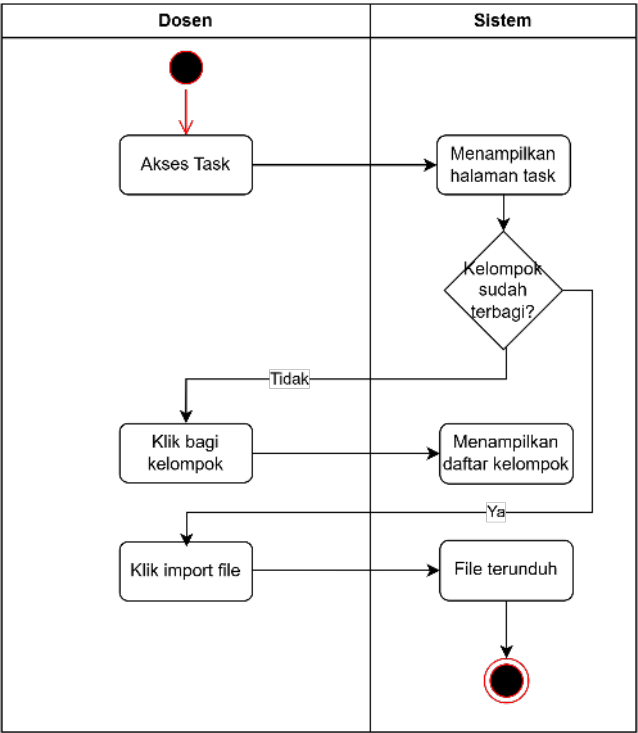 Dosen
Sistem
Akses Task
Menampilkan
halaman task
Kelompok
sudah
terbagi?
Tidak
Klik bagi
kelompok
Menampilkan
daftar kelompok
Ya
Klik import file
File terunduh